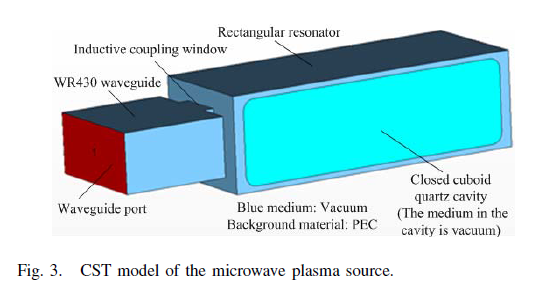 Rectangular resonator
Inductive coupling window
WR430 waveguide
Waveguide port
Blue medium: Vacuum
Background material: PEC
Closed cuboid
quartz cavity
(The medium in the
cavity is vacuum)
Fig. 3. CST model of the microwave plasma source.